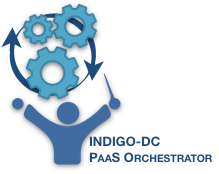 INDIGO-DC
PaaS Orchestrator